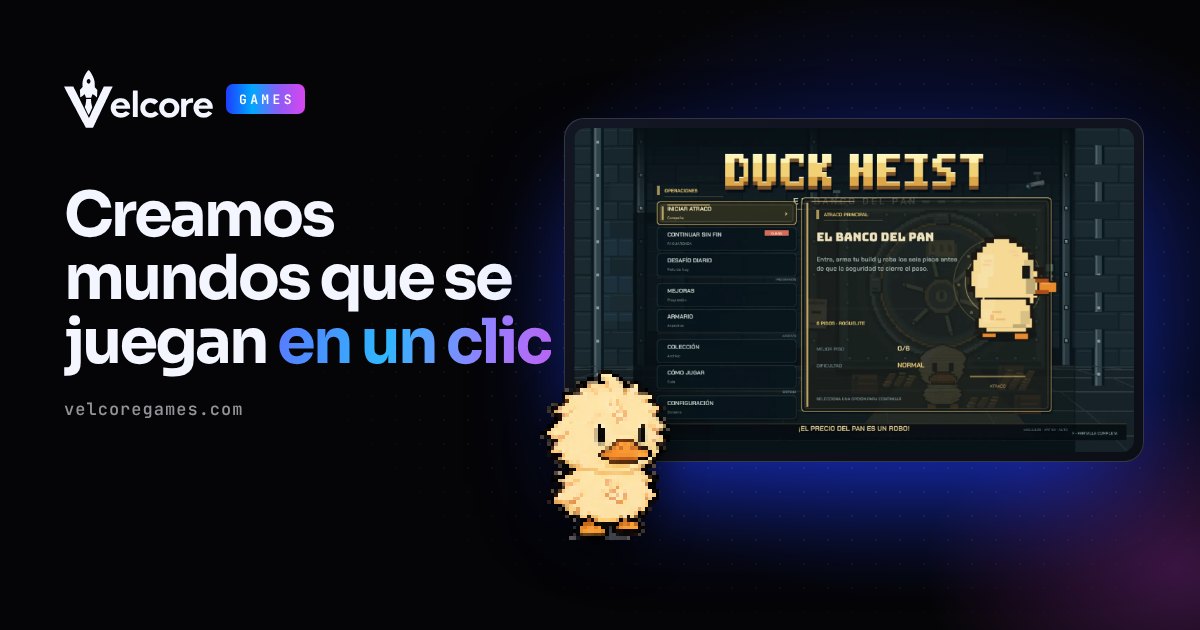 Velcore GAMES
Creamos
mundos que se
juegan en un clic
velcoregames.com
DUCK HEIST
OPERACIONES
INICIAR ATRACO
Campaña
CONTINUAR SIN FIN
DESAFÍO DIARIO
MEJORAS
ARMARIO
COLECCIÓN
CÓMO JUGAR
CONFIGURACIÓN
ATRACO PRINCIPAL
EL BANCO DEL PAN
Entra, arma tu build y roba los seis pisos antes
de que la seguridad te cierre el paso.
6 PISOS · ROGUELITE
MEJOR PISO 0/6
DIFICULTAD NORMAL
ATRACO
SELECCIONA UNA OPCIÓN PARA CONTINUAR
¡EL PRECIO DEL PAN ES UN ROBO!